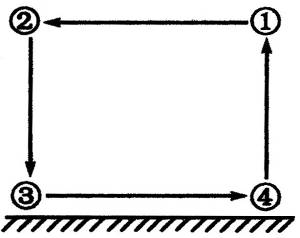 ② ①
③ ④